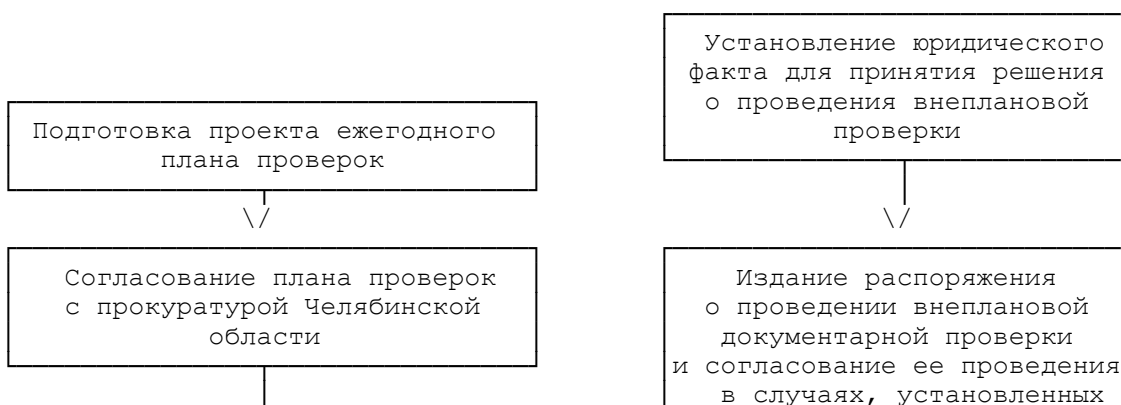 Установление юридического
факта для принятия решения
о проведения внеплановой
проверки
Подготовка проекта ежегодного
плана проверок
\/
\/
Согласование плана проверок
с прокуратурой Челябинской
области
Издание распоряжения
о проведении внеплановой
документарной проверки
и согласование ее проведения
в случаях, установленных